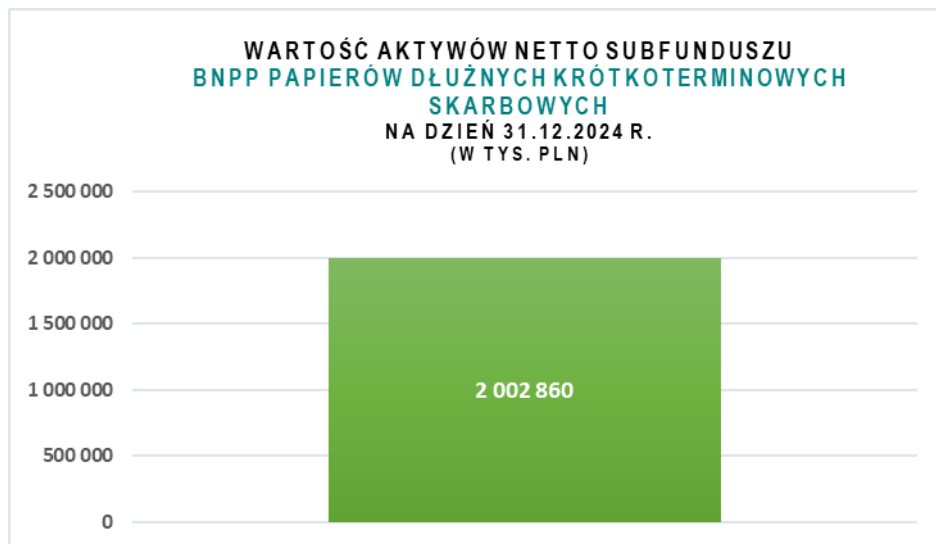 WARTOŚĆ AKTYWÓW NETTO SUBFUNDUSZU
BNPP PAPIERÓW DŁUŻNYCH KRÓTKOTERMINOWYCH
SKARBOWYCH
NA DZIEŃ 31.12.2024 R.
(W TYS. PLN)
2 500 000
2 000 000
1 500 000
1 000 000
2 002 860
500 000
0